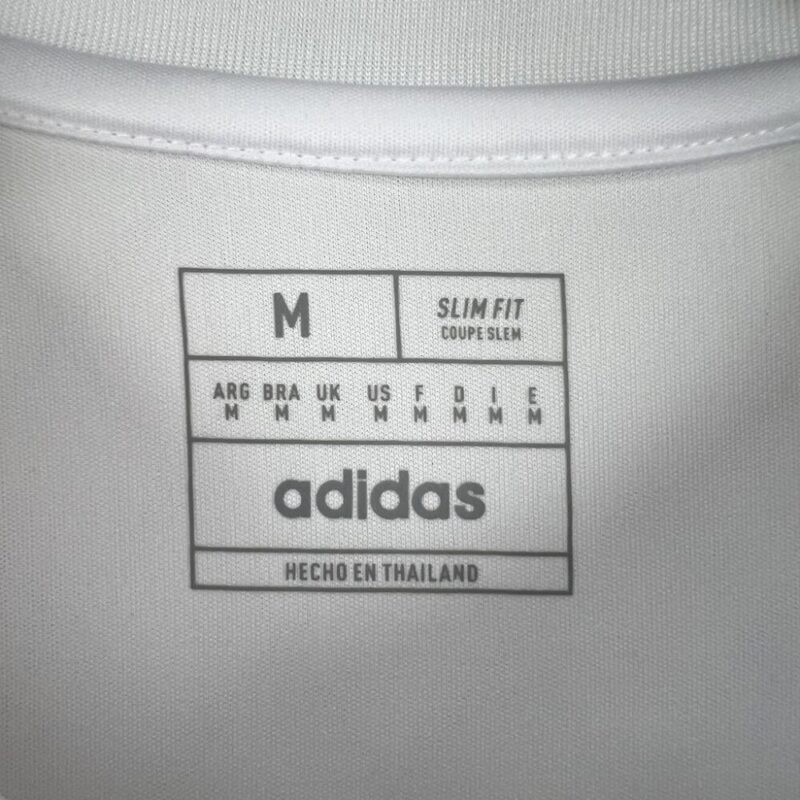 M
SLIM FIT
COUPE SLEM
ARG BRA UK US F D I E
M M M M M M M M
adidas
HECHO EN THAILAND